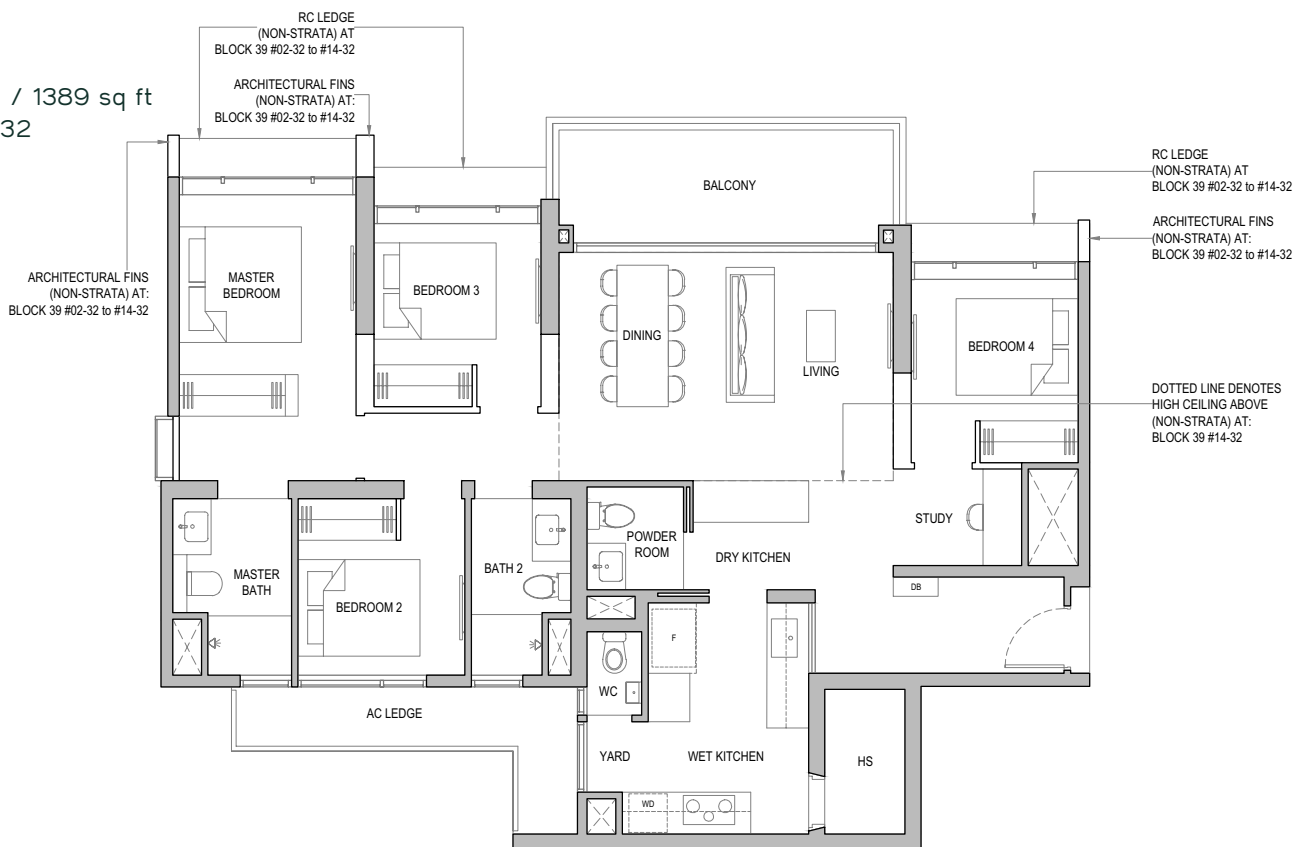 / 1389 sq ft
32
RC LEDGE
(NON-STRATA) AT
BLOCK 39 #02-32 to #14-32
ARCHITECTURAL FINS
(NON-STRATA) AT:
BLOCK 39 #02-32 to #14-32
RC LEDGE
(NON-STRATA) AT
BLOCK 39 #02-32 to #14-32
ARCHITECTURAL FINS
(NON-STRATA) AT:
BLOCK 39 #02-32 to #14-32
ARCHITECTURAL FINS
(NON-STRATA) AT:
BLOCK 39 #02-32 to #14-32
DOTTED LINE DENOTES
HIGH CEILING ABOVE
(NON-STRATA) AT:
BLOCK 39 #14-32
BALCONY
MASTER
BEDROOM
BEDROOM 3
DINING
LIVING
BEDROOM 4
STUDY
POWDER
ROOM
DRY KITCHEN
MASTER
BATH
BEDROOM 2
BATH 2
DB
F
WC
AC LEDGE
YARD
WET KITCHEN
HS
WD